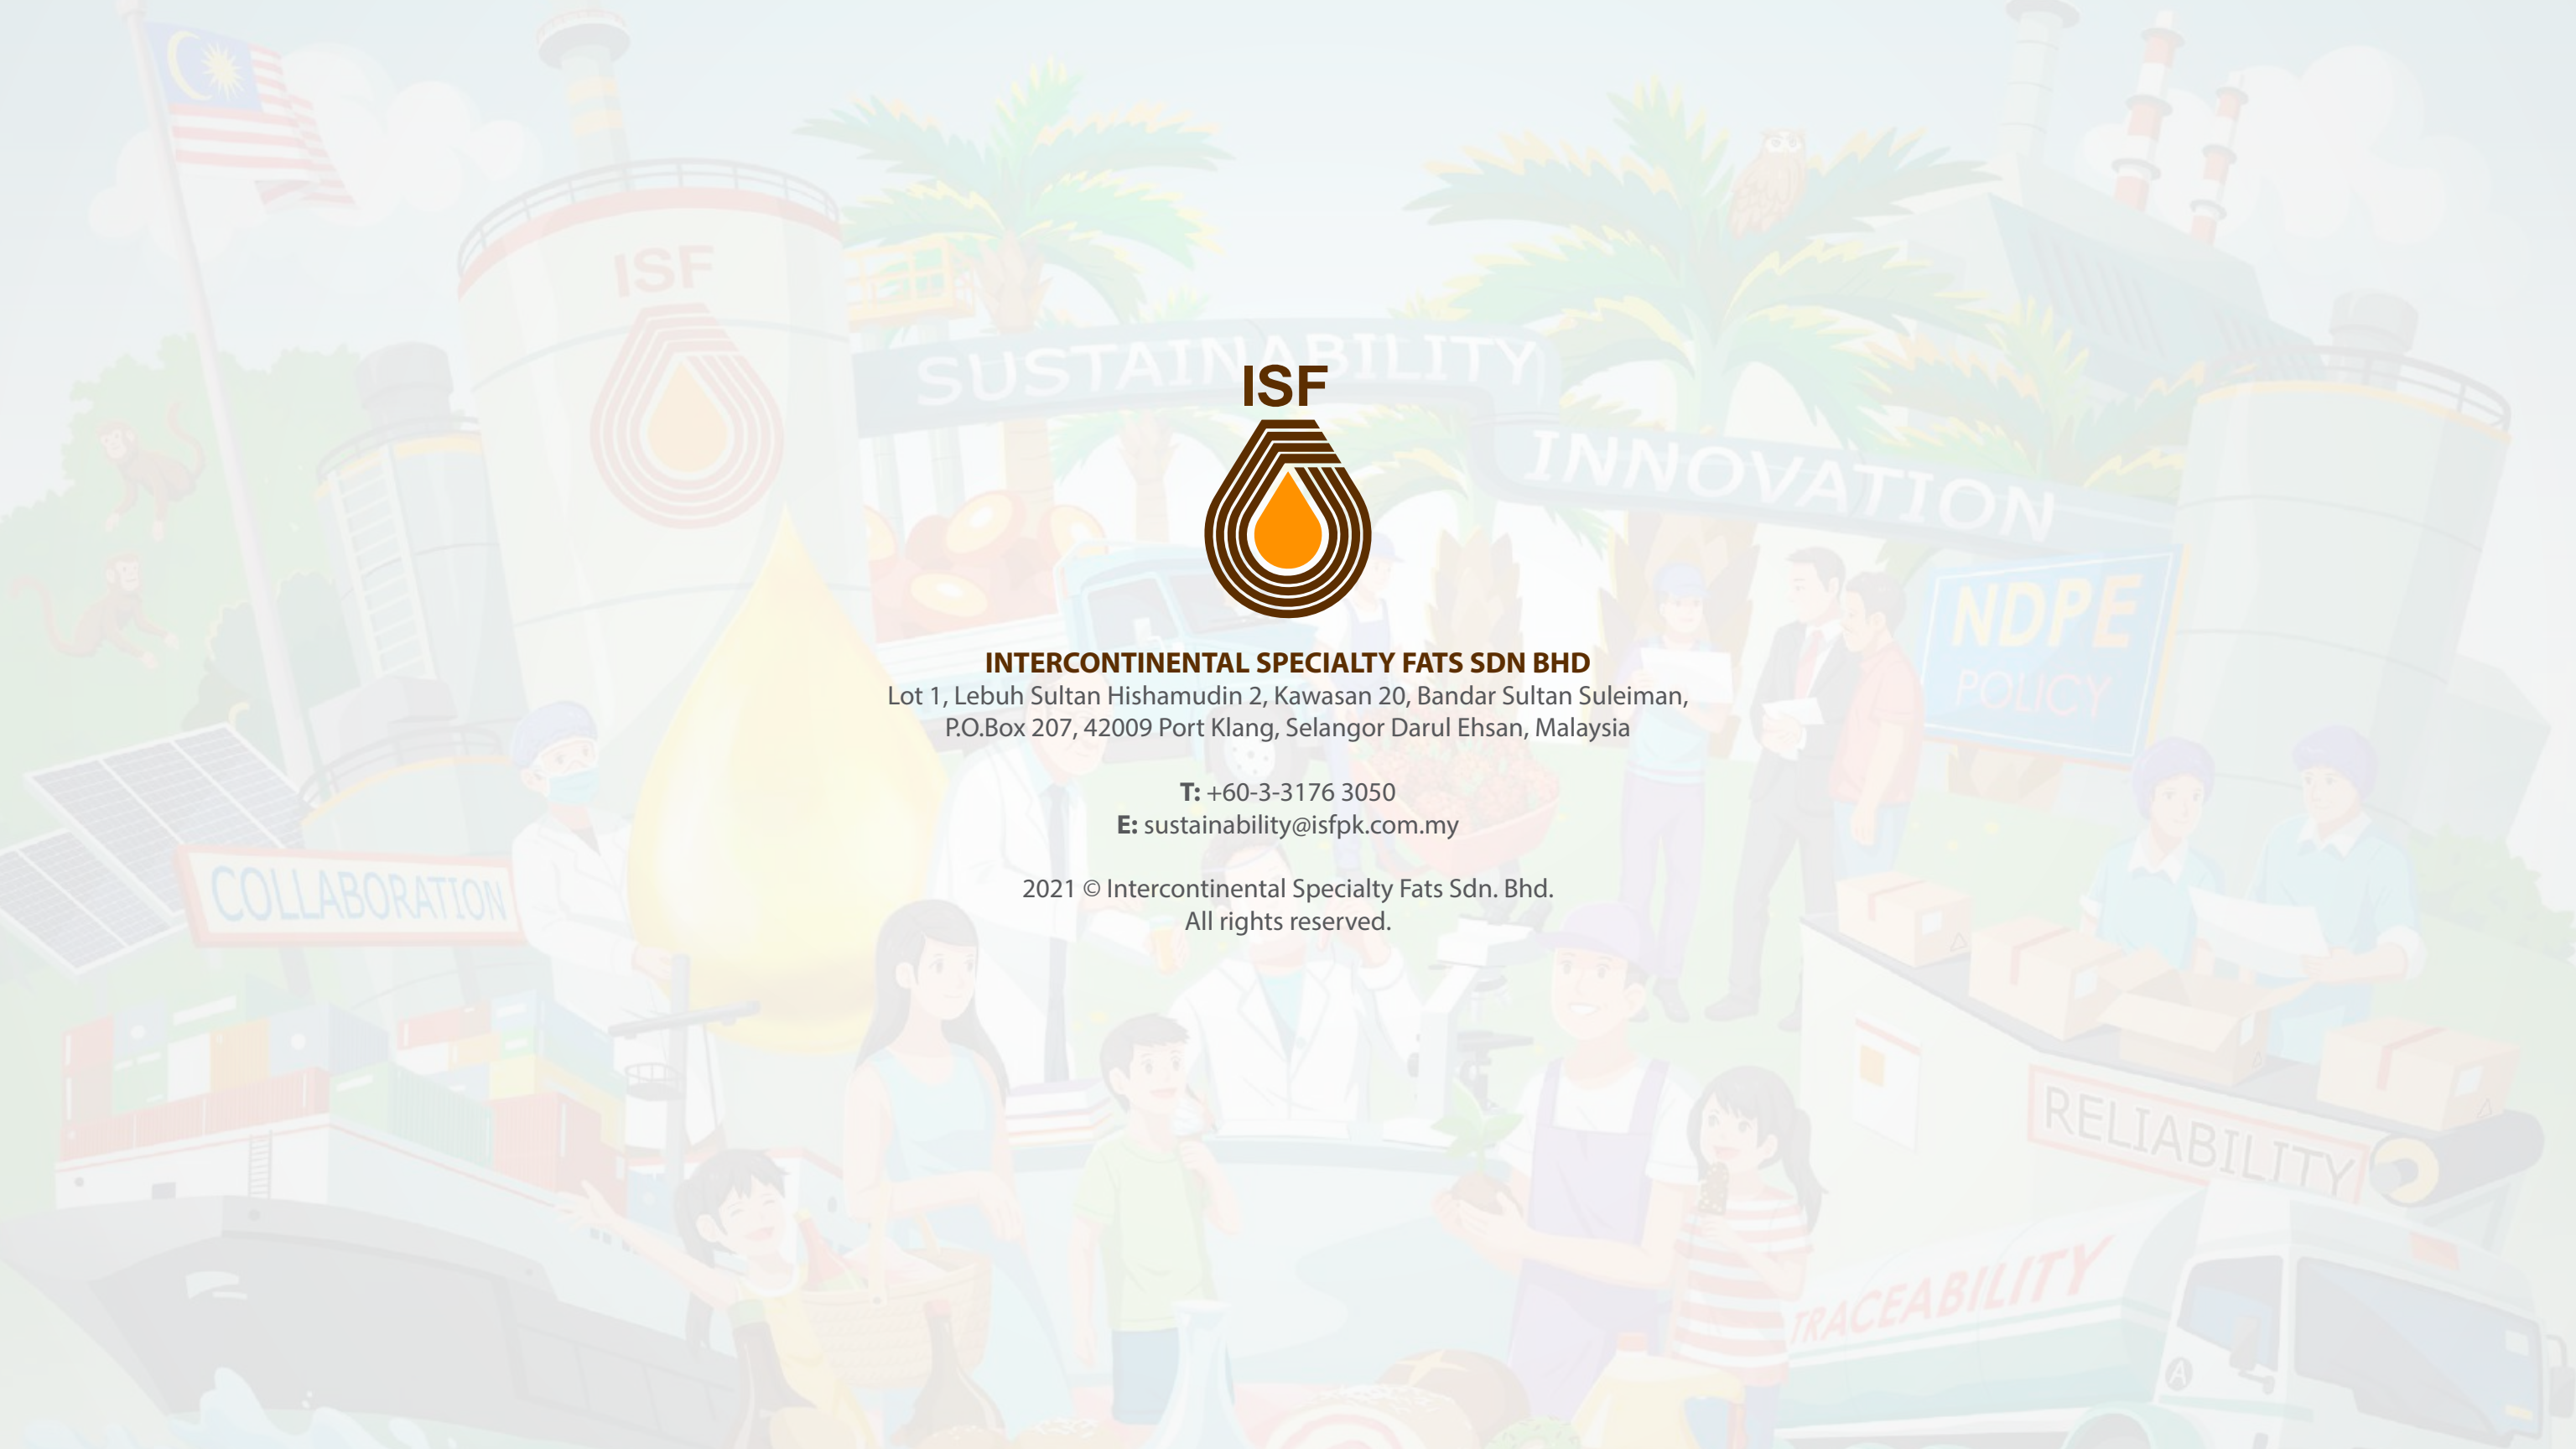 ISF
SUSTAINABILITY
ISF
INNOVATION
NDPE
POLICY
INTERCONTINENTAL SPECIALTY FATS SDN BHD
Lot 1, Lebuh Sultan Hishamudin 2, Kawasan 20, Bandar Sultan Suleiman,
P.O.Box 207, 42009 Port Klang, Selangor Darul Ehsan, Malaysia
T: +60-3-3176 3050
E: sustainability@isfpk.com.my
2021 © Intercontinental Specialty Fats Sdn. Bhd.
All rights reserved.
COLLABORATION
RELIABILITY
TRACEABILITY
A